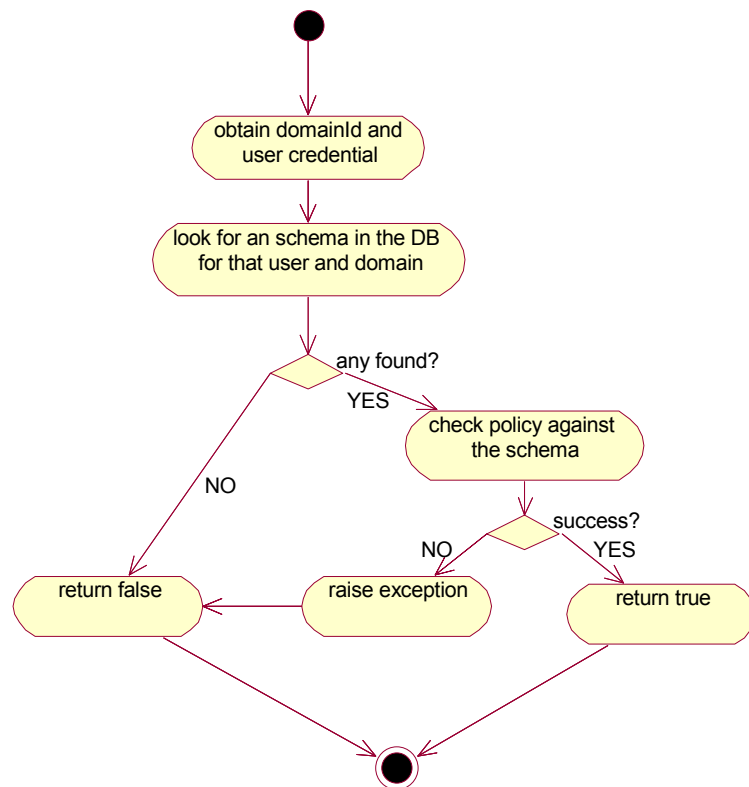 obtain domainId and
user credential
look for an schema in the DB
for that user and domain
any found?
YES
check policy against
the schema
NO
success?
NO
YES
return false
raise exception
return true